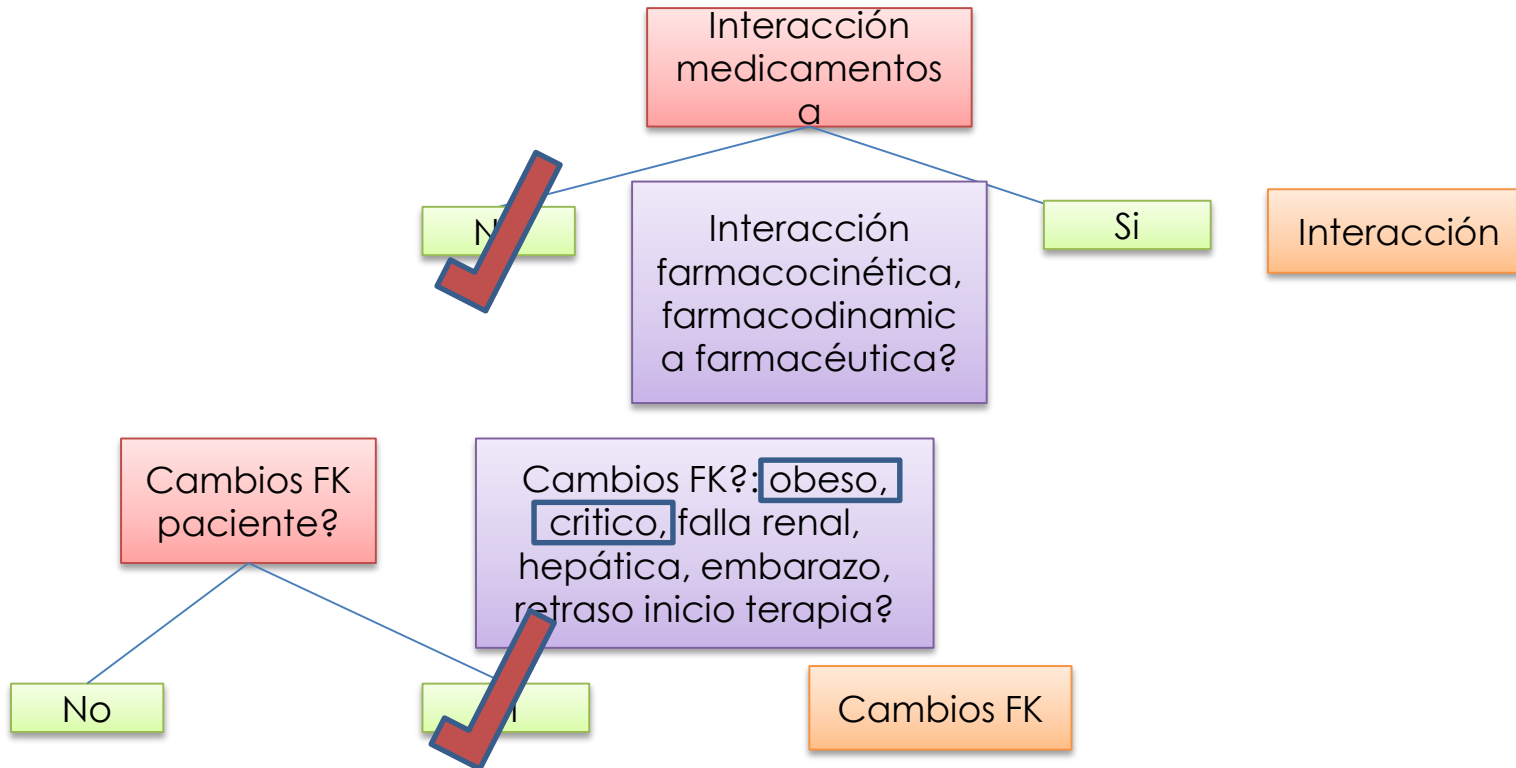 Interacción
medicamentos
a
Si
Interacción
Interacción
farmacocinética,
farmacodinamic
a farmacéutica?
Cambios FK
paciente?
Cambios FK?: obeso,
critico, falla renal,
hepática, embarazo,
retraso inicio terapia?
No
Cambios FK